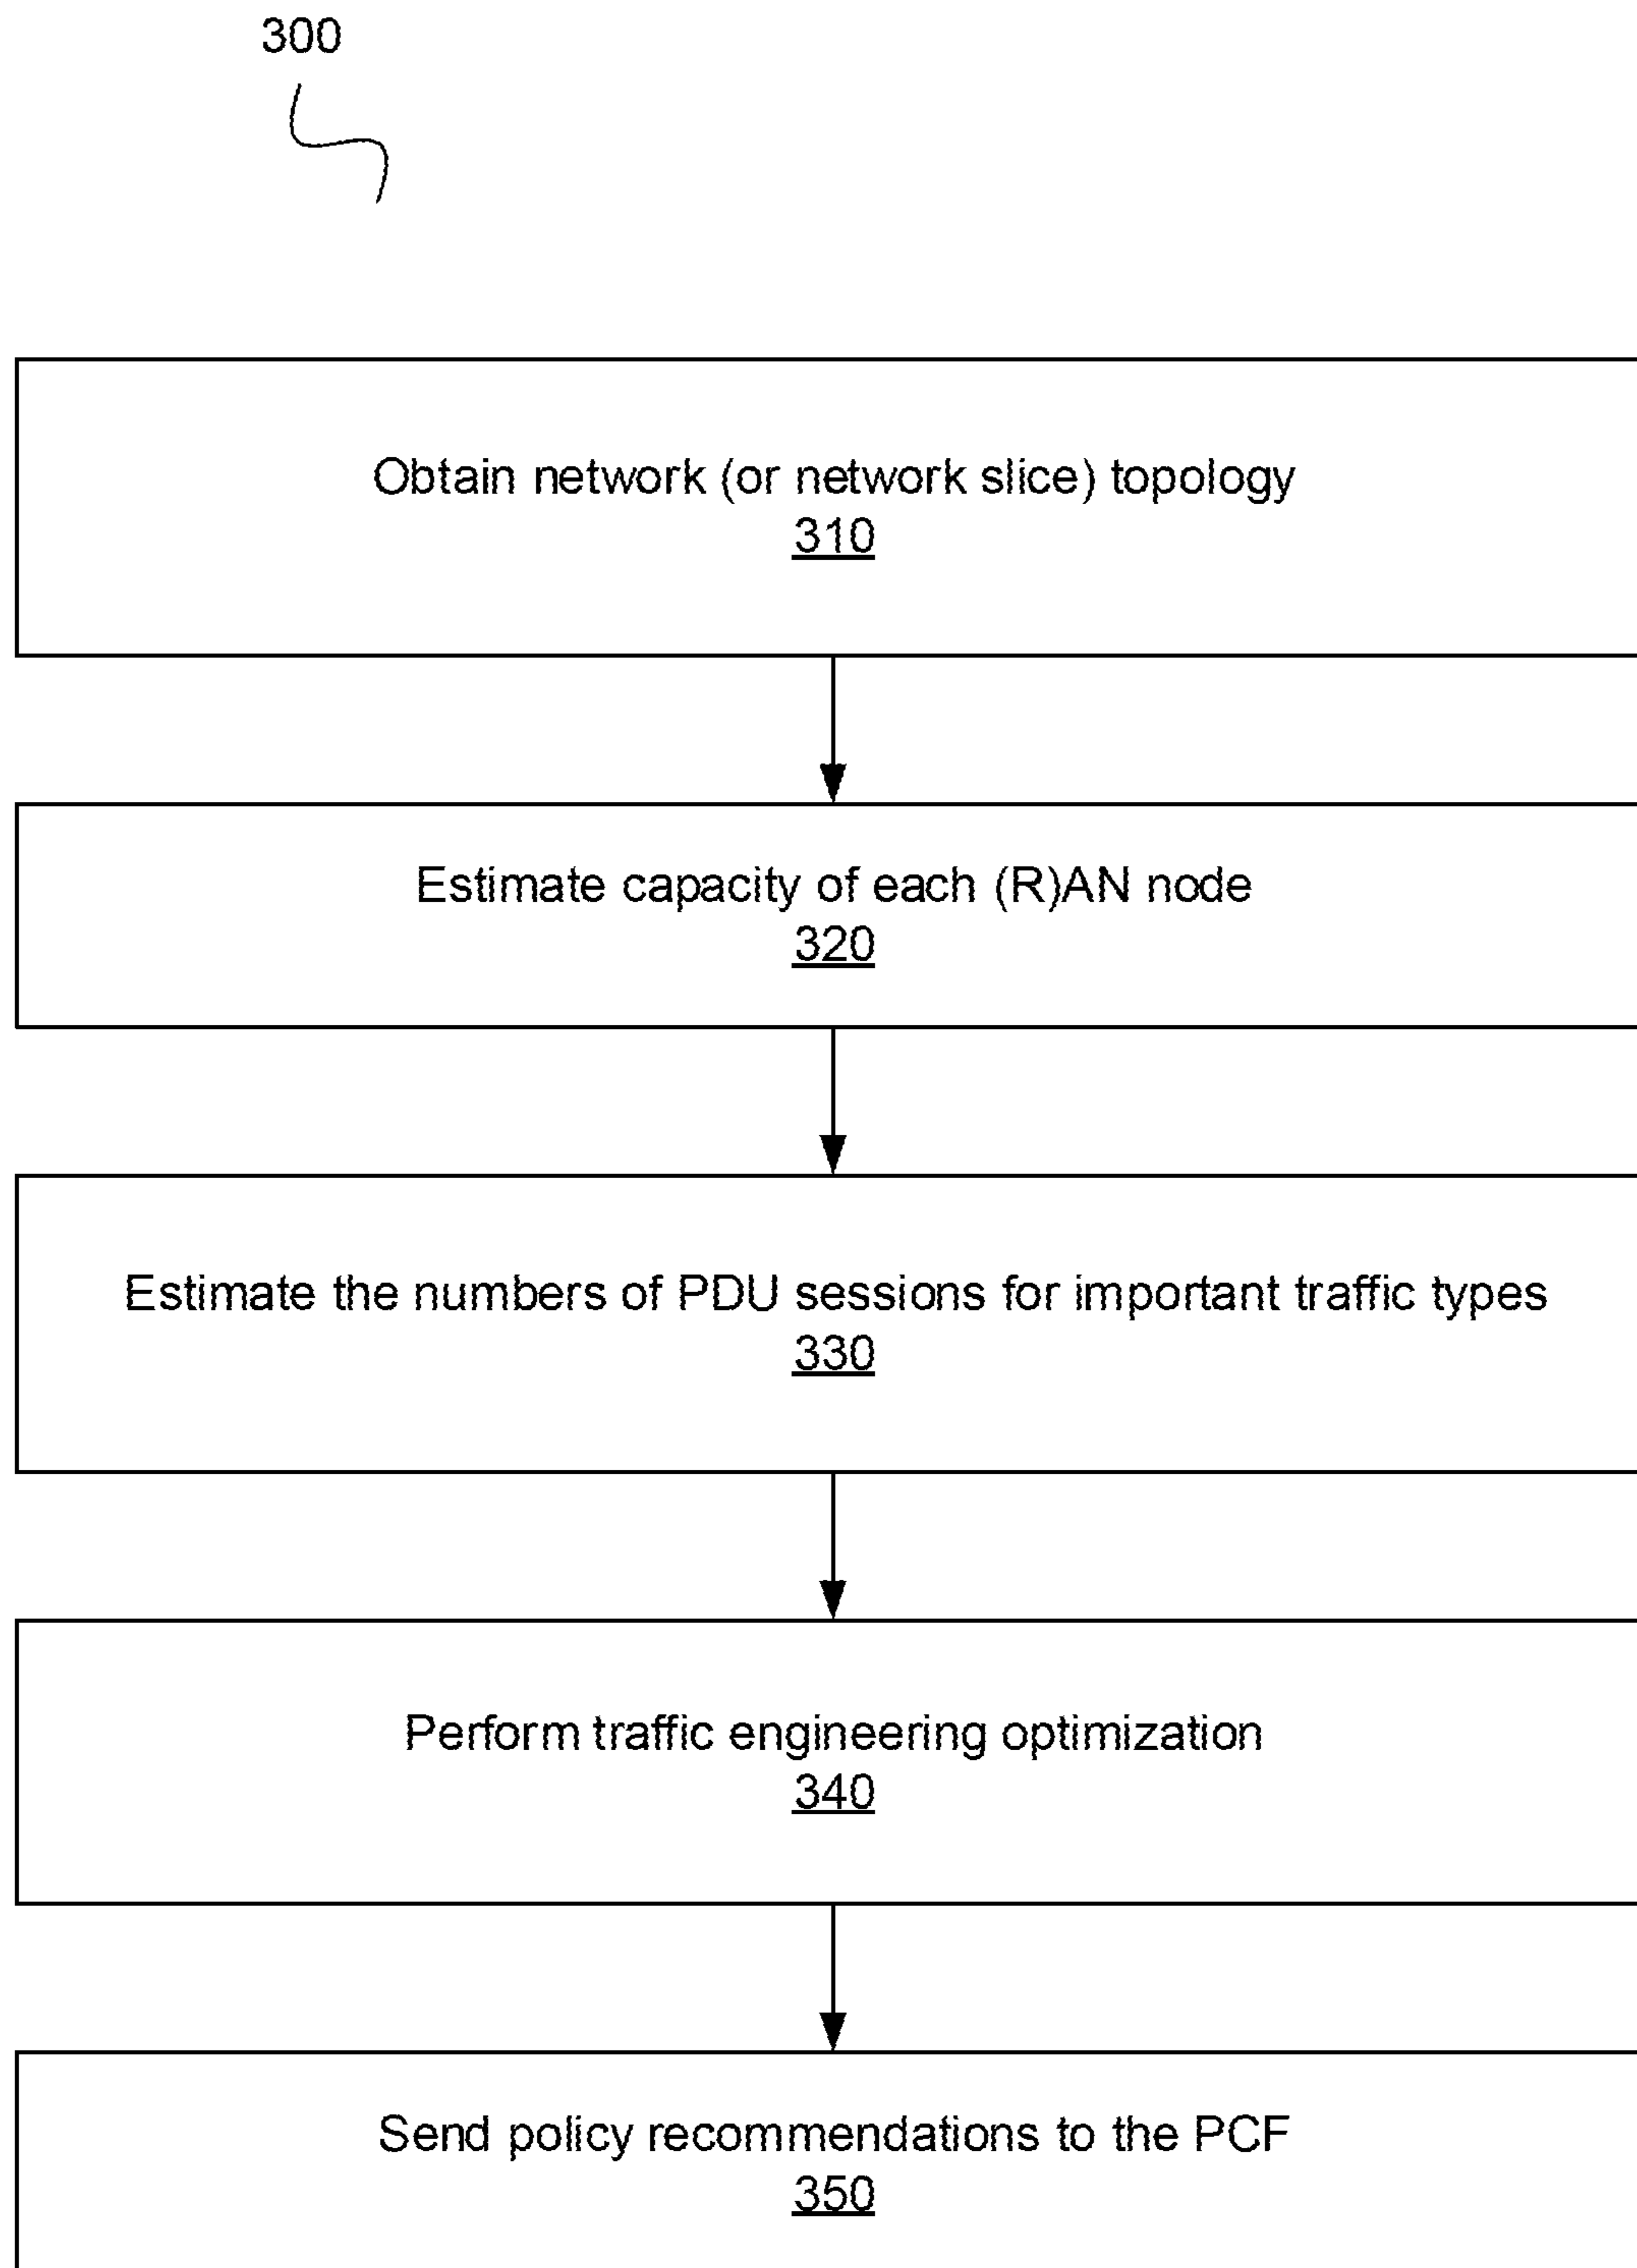 300
Obtain network (or network slice) topology
310
Estimate capacity of each (R)AN node
320
Estimate the numbers of PDU sessions for important traffic types
330
Perform traffic engineering optimization
340
Send policy recommendations to the PCF
350